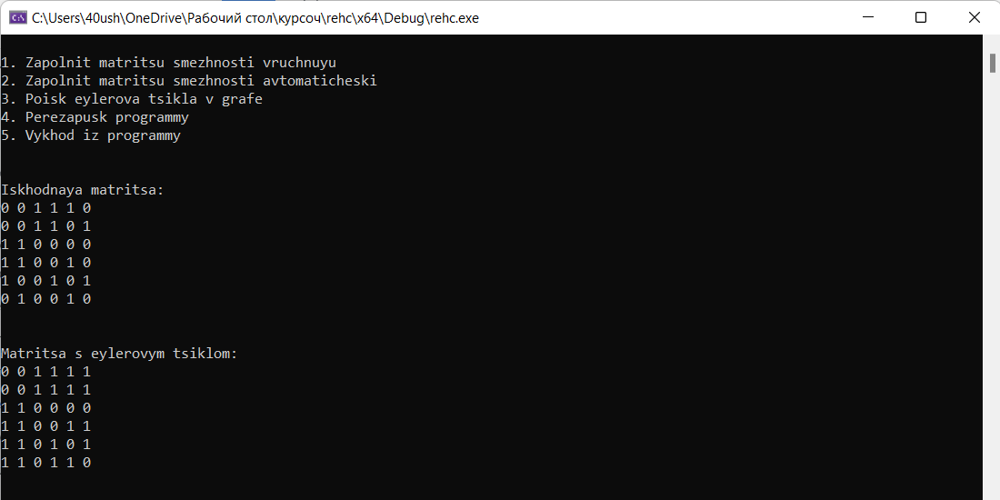 C:\Users\40ush\OneDrive\Рабочий стол\курсоч\rehc\x64\Debug\rehc.exe
1. Zapolnit matritsu smezhnosti vruchnuyu
2. Zapolnit matritsu smezhnosti avtomaticheski
3. Poisk eylerova tsikla v grafe
4. Perezapusk programmy
5. Vykhod iz programmy
Iskhodnaya matritsa:
0 0 1 1 1 0
0 0 1 1 0 1
1 1 0 0 0 0
1 1 0 0 1 0
1 0 0 1 0 1
0 1 0 0 1 0
Matritsa s eylerovym tsiklom:
0 0 1 1 1 1
0 0 1 1 1 1
1 1 0 0 0 0
1 1 0 0 1 1
1 1 0 1 0 1
1 1 0 1 1 0